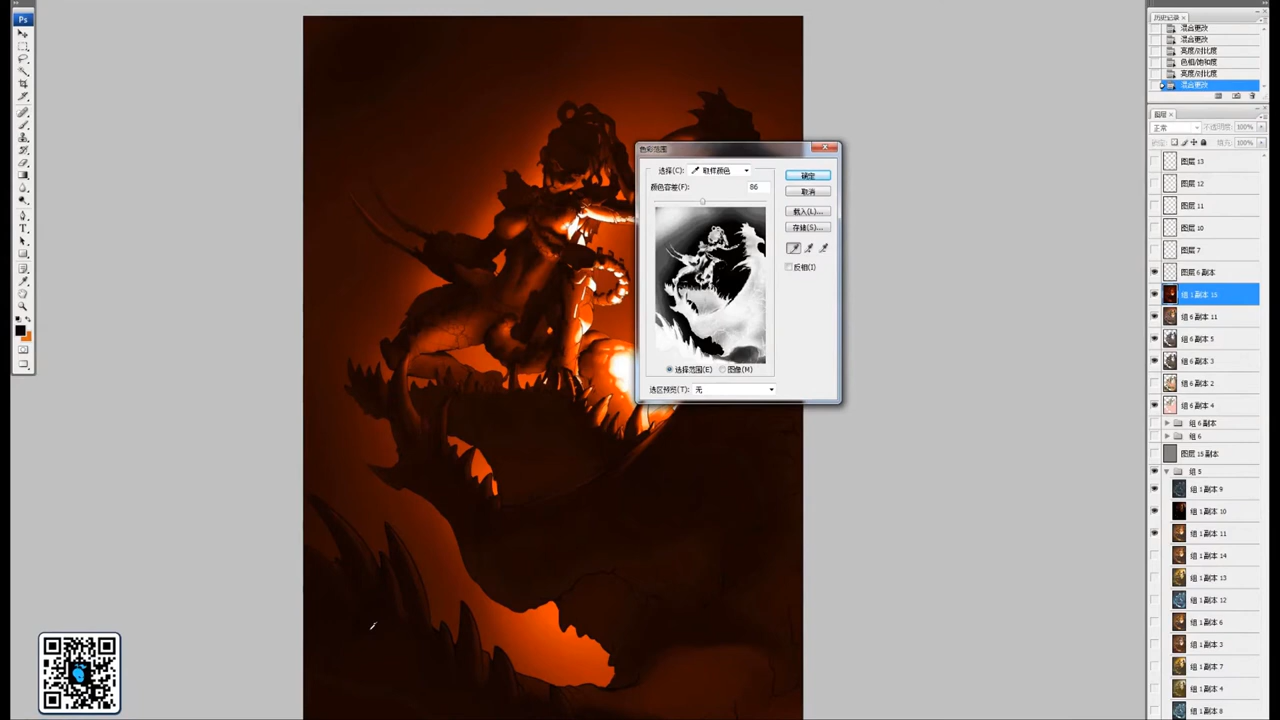 Ps
历史记录
混合更改
混合更改
亮度/对比度
色相/饱和度
亮度/对比度
混合更改
图层
正常
不透明度: 100%
填充: 100%
图层 13
图层 12
图层 11
图层 10
图层 7
图层 6 副本
组 1 副本 15
组 6 副本 11
组 6 副本 5
组 6 副本 3
组 6 副本 2
组 6 副本 4
组 6 副本
组 6
图层 15 副本
组 5
组 1 副本 9
组 1 副本 10
组 1 副本 11
组 1 副本 14
组 1 副本 13
组 1 副本 12
组 1 副本 6
组 1 副本 3
组 1 副本 7
组 1 副本 4
组 1 副本 8
色彩范围
选择(C): 取样颜色
颜色容差(F): 86
确定
取消
载入(L)...
存储(S)...
反相(I)
选择范围(E) 图像(M)
选区预览(T): 无